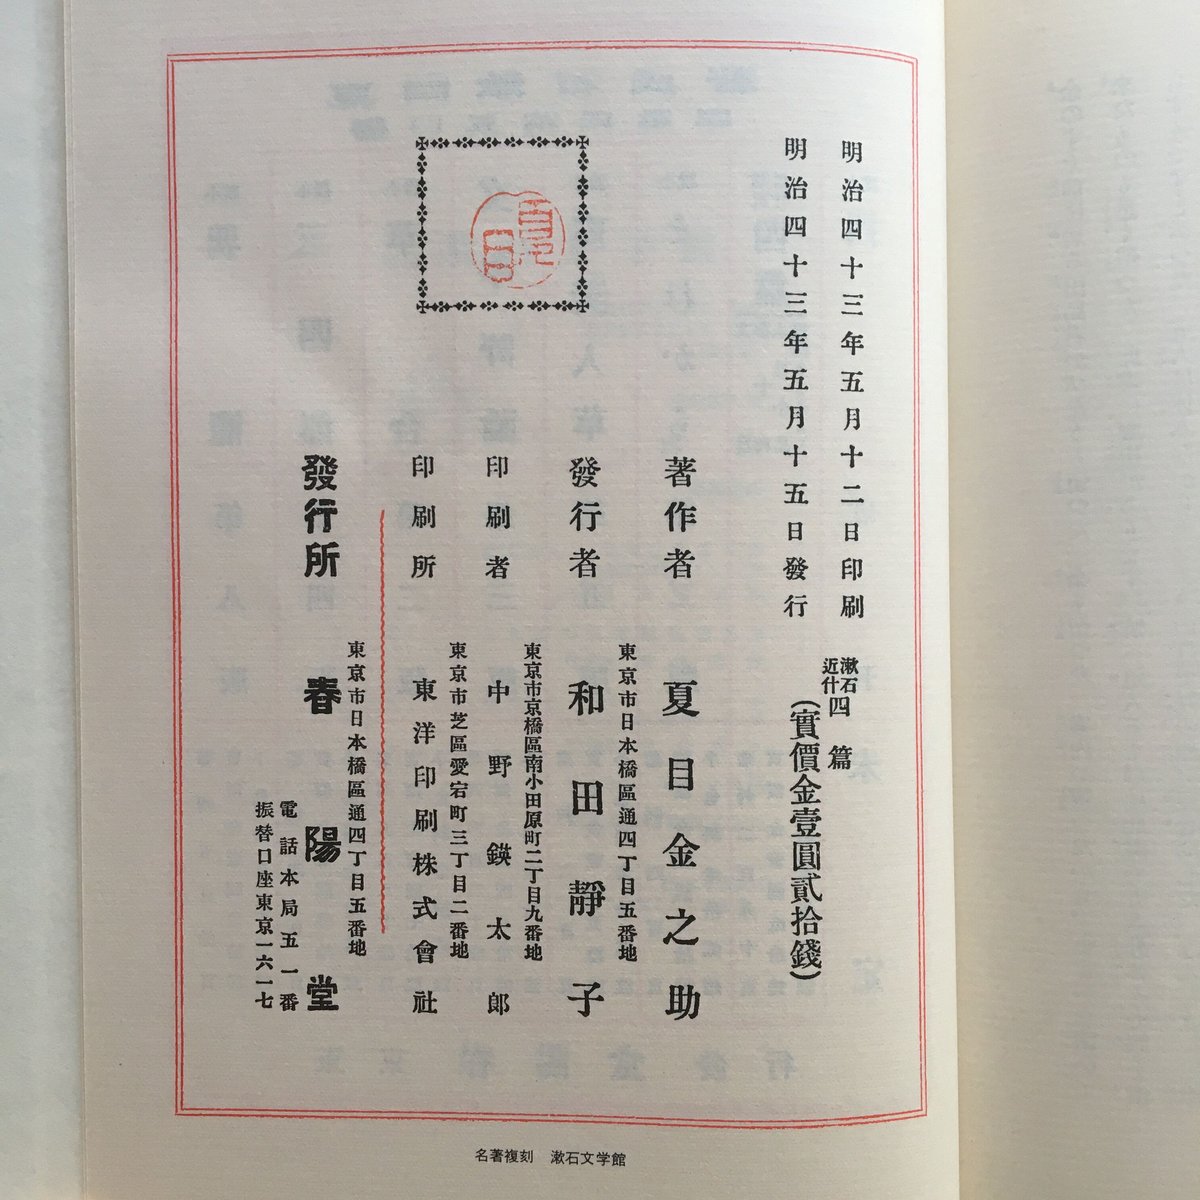 明治四十三年五月十二日印刷
明治四十三年五月十五日發行
漱石近什四篇
(實價金壹圓貳拾錢)
著作者 夏目金之助
東京市日本橋區通四丁目五番地
發行者 和田靜子
東京市京橋區南小田原町二丁目九番地
印刷者 中野鍈太郎
東京市芝區愛宕町三丁目二番地
印刷所 東洋印刷株式會社
東京市日本橋區通四丁目五番地
發行所 春陽堂
電話本局五一番
振替口座東京一六一七
名著複刻 漱石文学館